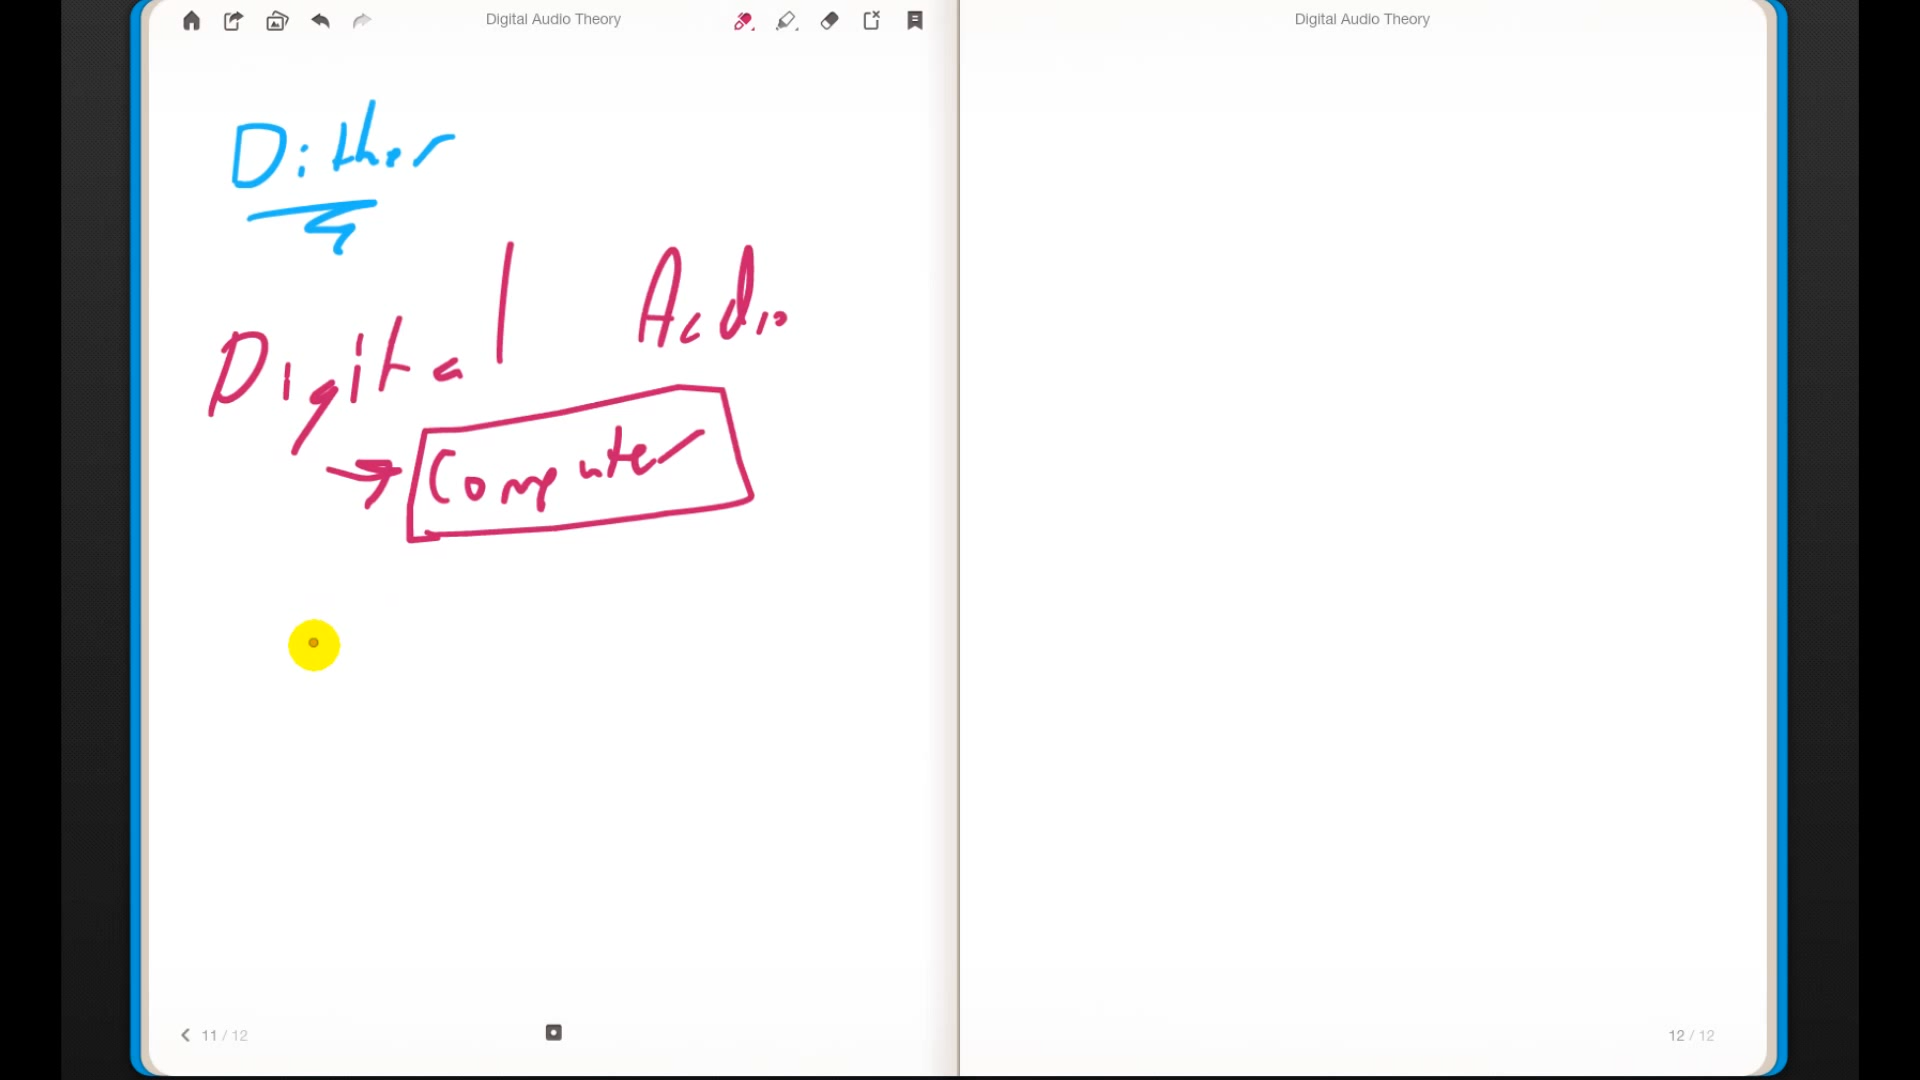 Digital Audio Theory
Digital Audio Theory
Dither
Digital Audio
Computer
11 / 12
12 / 12